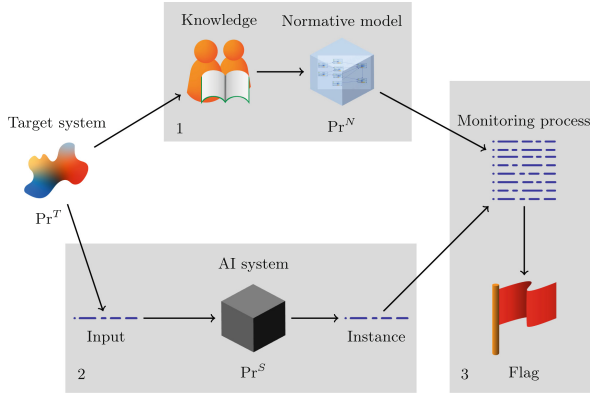 Knowledge
Normative model
1
Pr^N
Target system
Pr^T
Monitoring process
AI system
Input
Instance
2
Pr^S
3
Flag